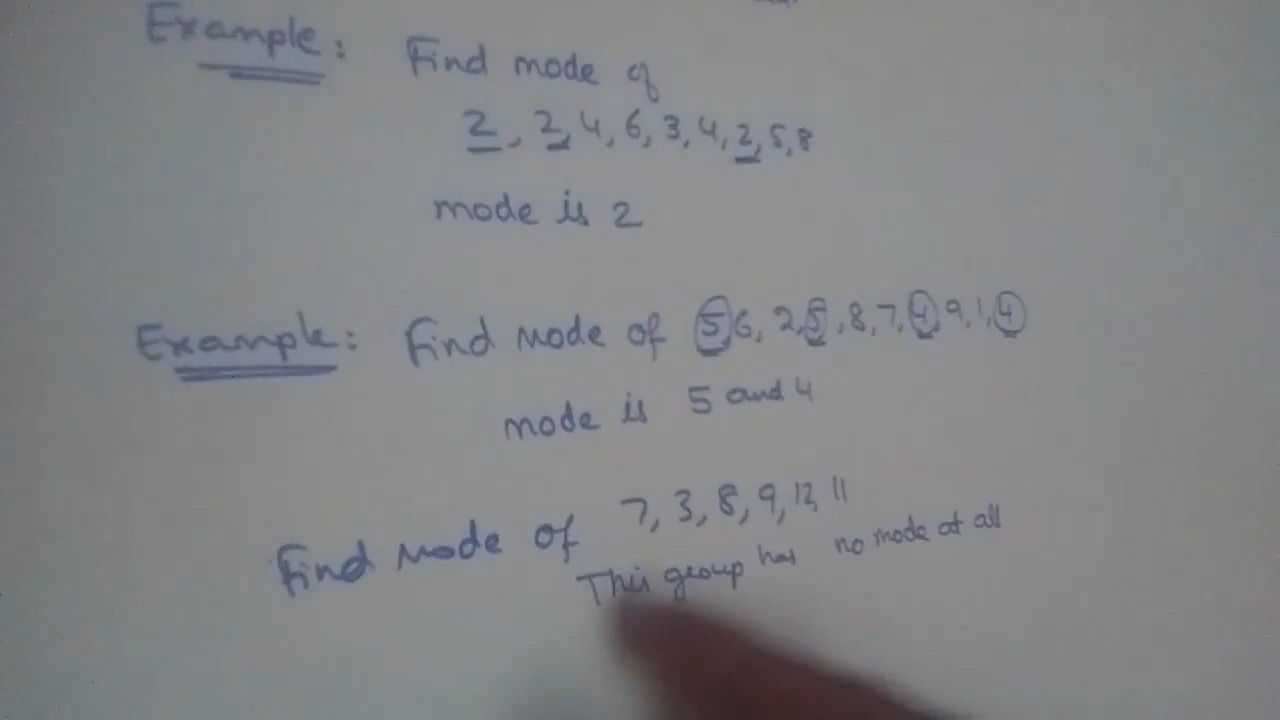 Example: Find mode of
2, 2, 4, 6, 3, 4, 2, 5, 8
mode is 2
Example: Find mode of 5 6, 2, 5, 8, 7, 4, 9, 1, 4
mode is 5 and 4
Find mode of 7, 3, 8, 9, 12, 11
This group has no mode at all